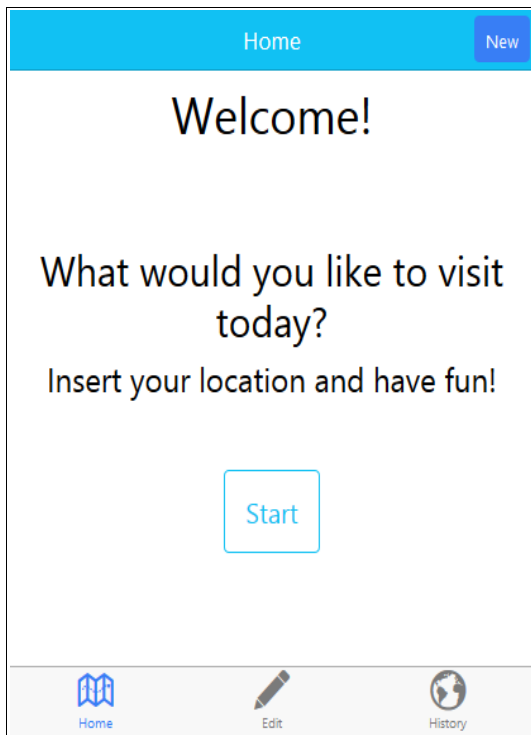 Home
New
Welcome!
What would you like to visit
today?
Insert your location and have fun!
Start
Home
Edit
History